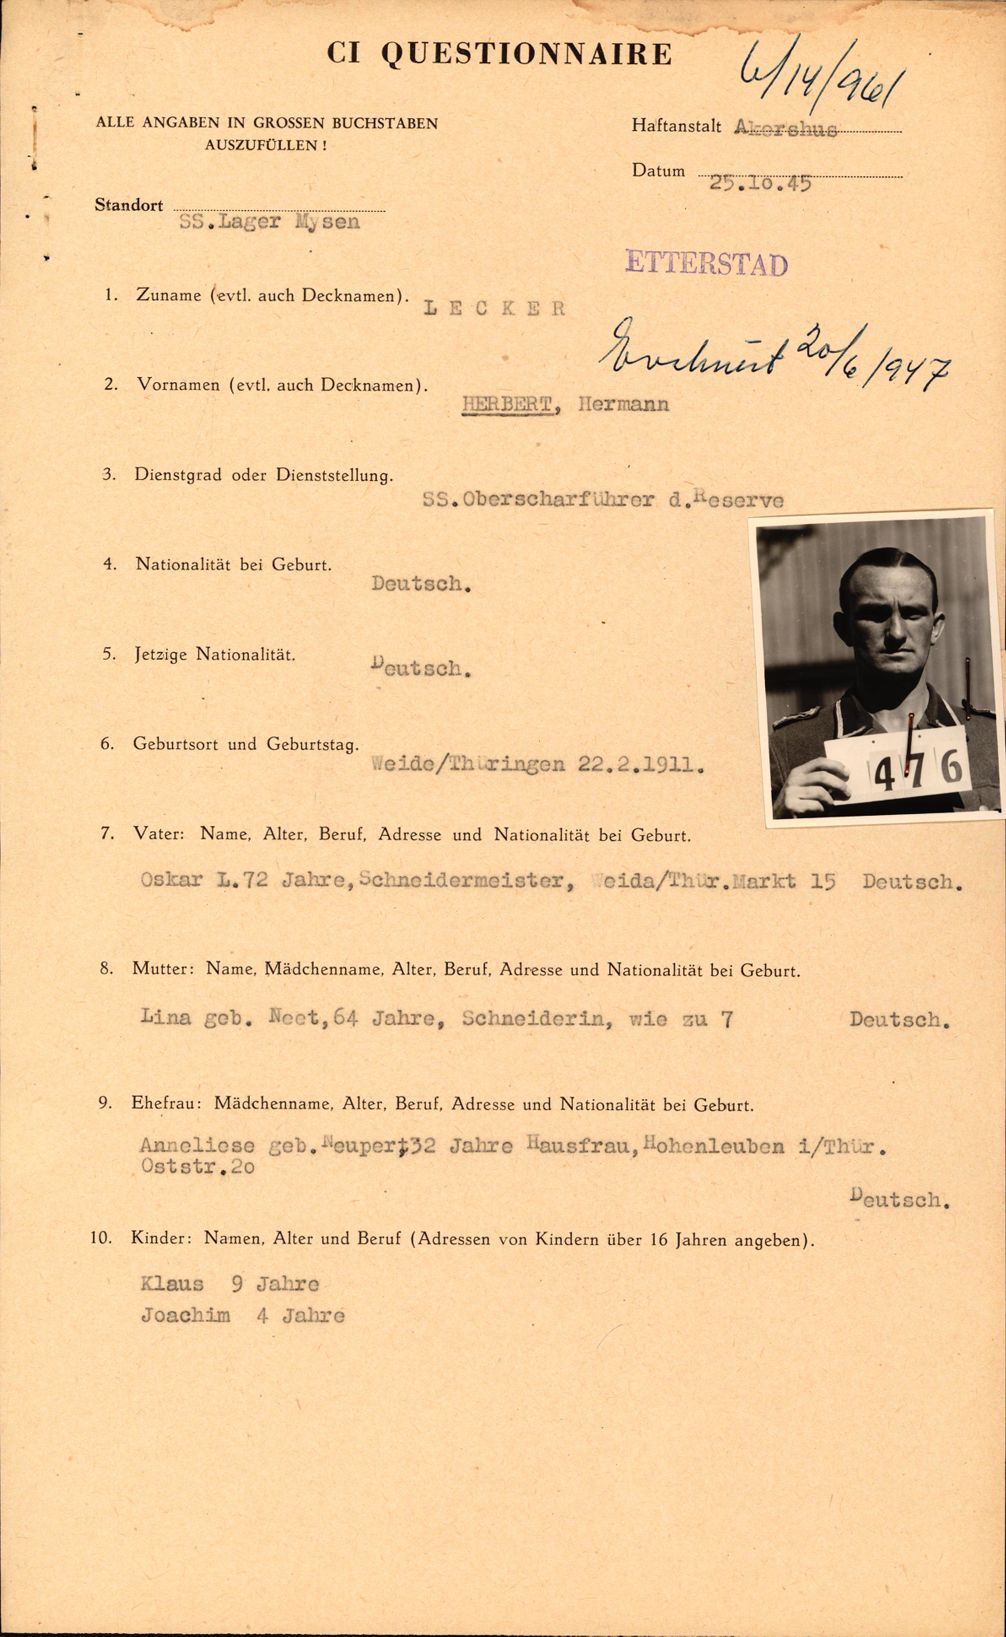 CI QUESTIONNAIRE
6/14/961
ALLE ANGABEN IN GROSSEN BUCHSTABEN
AUSZUFÜLLEN !
Haftanstalt Akershus
Datum 25.10.45
Standort SS.Lager Mysen
ETTERSTAD
1. Zuname (evtl. auch Decknamen). LECKER
20/6/1947
2. Vornamen (evtl. auch Decknamen). HERBERT, Hermann
3. Dienstgrad oder Dienststellung. SS.Oberscharführer d.Reserve
4. Nationalität bei Geburt. Deutsch.
5. Jetzige Nationalität. Deutsch.
6. Geburtsort und Geburtstag. Weide/Thüringen 22.2.1911.
476
7. Vater: Name, Alter, Beruf, Adresse und Nationalität bei Geburt.
Oskar L.72 Jahre,Schneidermeister, Weida/Thür.Markt 15 Deutsch.
8. Mutter: Name, Mädchenname, Alter, Beruf, Adresse und Nationalität bei Geburt.
Lina geb. Neet,64 Jahre, Schneiderin, wie zu 7 Deutsch.
9. Ehefrau: Mädchenname, Alter, Beruf, Adresse und Nationalität bei Geburt.
Anneliese geb.Neupert,32 Jahre Hausfrau,Hohenleuben i/Thür.
Oststr.2o
Deutsch.
10. Kinder: Namen, Alter und Beruf (Adressen von Kindern über 16 Jahren angeben).
Klaus 9 Jahre
Joachim 4 Jahre